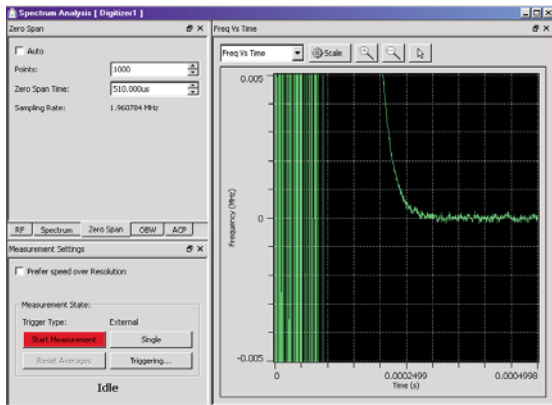 Spectrum Analysis [ Digitizer1 ]
Zero Span
Auto
Points: 1000
Zero Span Time: 510.000us
Sampling Rate: 1.960784 MHz
RF Spectrum Zero Span OBW ACP
Measurement Settings
Prefer speed over Resolution
Measurement State:
Trigger Type: External
Start Measurement Single
Reset Averages Triggering...
Idle
Freq Vs Time
Freq Vs Time Scale
0.005
Frequency (MHz)
0
-0.005
0 0.0002499 0.0004998
Time (s)